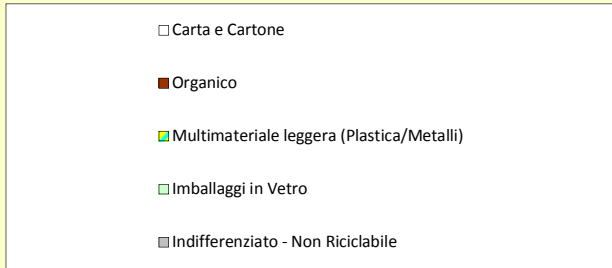 Carta e Cartone
Organico
Multimateriale leggera (Plastica/Metalli)
Imballaggi in Vetro
Indifferenziato - Non Riciclabile